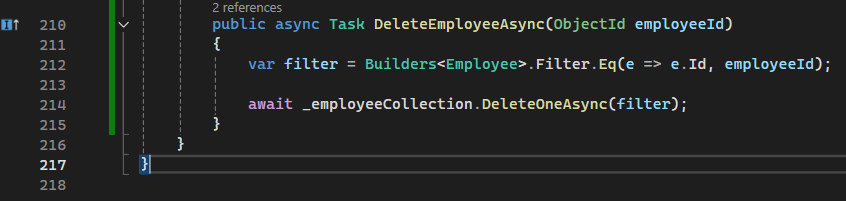 2 references
210 public async Task DeleteEmployeeAsync(ObjectId employeeId)
211 {
212 var filter = Builders<Employee>.Filter.Eq(e => e.Id, employeeId);
213
214 await _employeeCollection.DeleteOneAsync(filter);
215 }
216 }
217 }
218